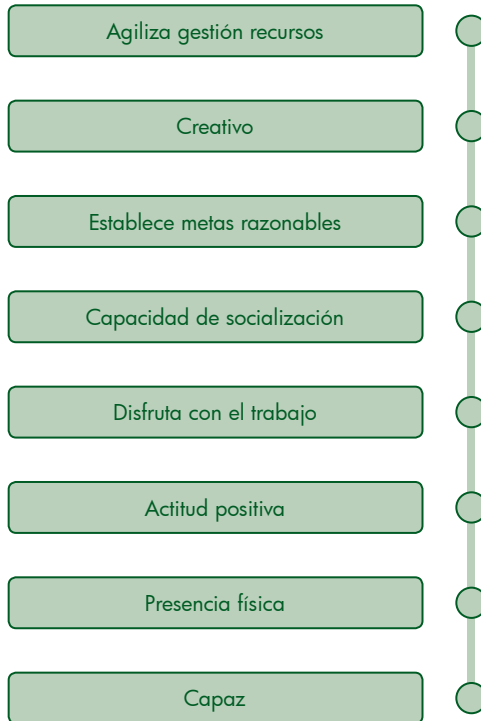 Agiliza gestión recursos
Creativo
Establece metas razonables
Capacidad de socialización
Disfruta con el trabajo
Actitud positiva
Presencia física
Capaz